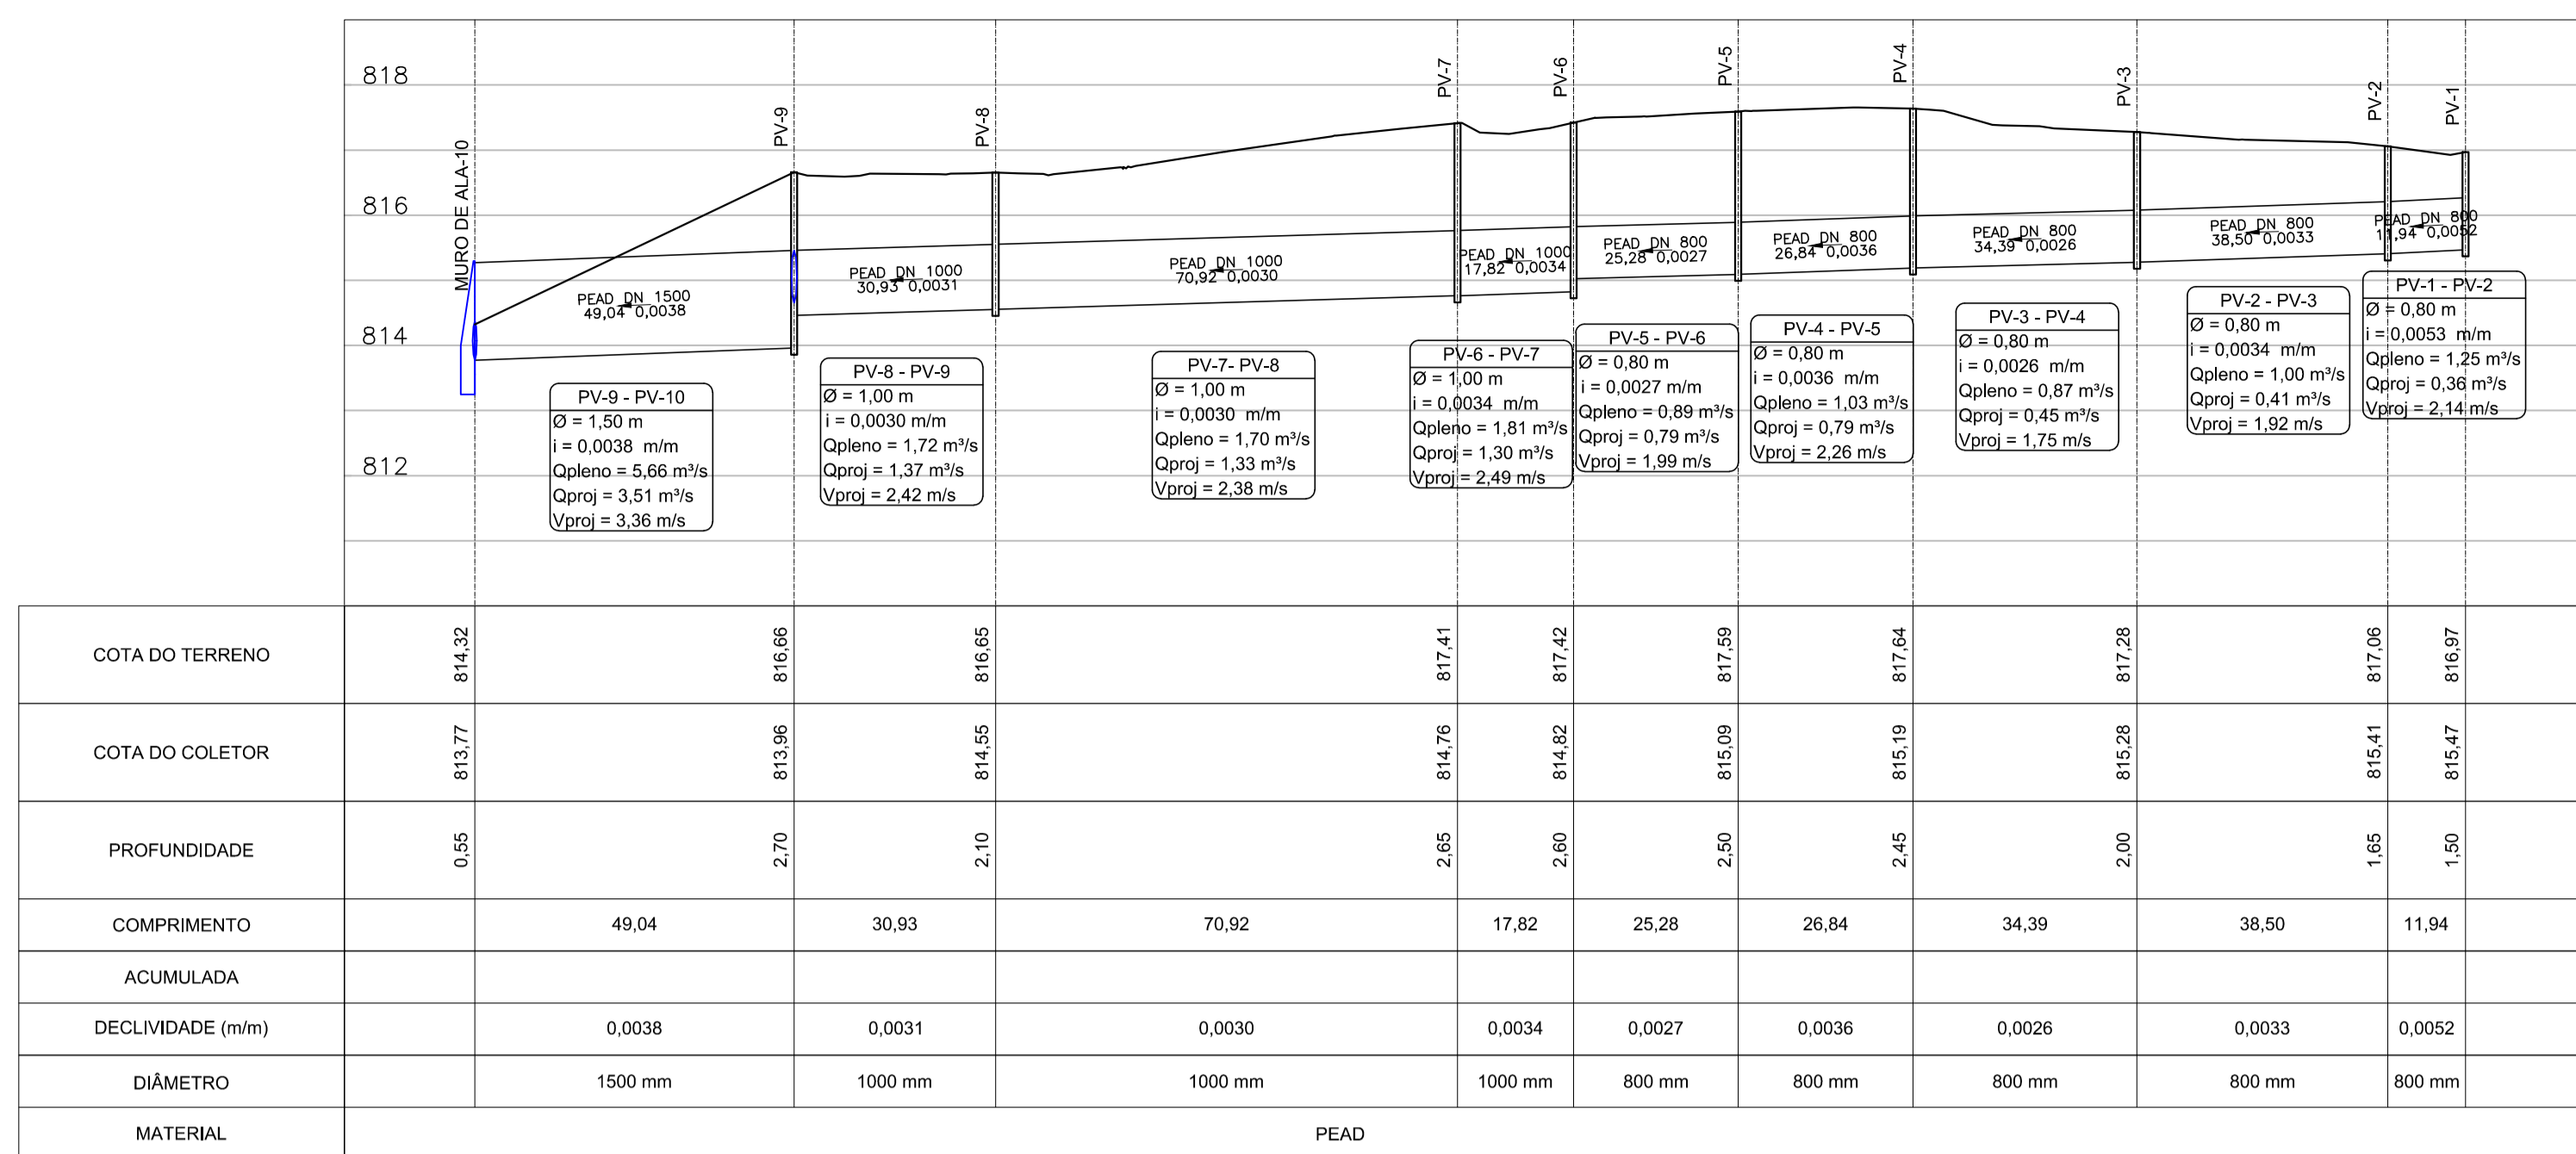 MURO DE ALA-10
PV-9
PV-8
PV-7
PV-6
PV-5
PV-4
PV-3
PV-2
PV-1
818
816
814
812
PEAD DN 1500
49,04 0,0038
PEAD DN 1000
30,93 0,0031
PEAD DN 1000
70,92 0,0030
PEAD DN 1000
17,82 0,0034
PEAD DN 800
25,28 0,0027
PEAD DN 800
26,84 0,0036
PEAD DN 800
34,39 0,0026
PEAD DN 800
38,50 0,0033
PEAD DN 800
11,94 0,0052
PV-9 - PV-10
Ø = 1,50 m
i = 0,0038 m/m
Qpleno = 5,66 m³/s
Qproj = 3,51 m³/s
Vproj = 3,36 m/s
PV-8 - PV-9
Ø = 1,00 m
i = 0,0030 m/m
Qpleno = 1,72 m³/s
Qproj = 1,37 m³/s
Vproj = 2,42 m/s
PV-7- PV-8
Ø = 1,00 m
i = 0,0030 m/m
Qpleno = 1,70 m³/s
Qproj = 1,33 m³/s
Vproj = 2,38 m/s
PV-6 - PV-7
Ø = 1,00 m
i = 0,0034 m/m
Qpleno = 1,81 m³/s
Qproj = 1,30 m³/s
Vproj = 2,49 m/s
PV-5 - PV-6
Ø = 0,80 m
i = 0,0027 m/m
Qpleno = 0,89 m³/s
Qproj = 0,79 m³/s
Vproj = 1,99 m/s
PV-4 - PV-5
Ø = 0,80 m
i = 0,0036 m/m
Qpleno = 1,03 m³/s
Qproj = 0,79 m³/s
Vproj = 2,26 m/s
PV-3 - PV-4
Ø = 0,80 m
i = 0,0026 m/m
Qpleno = 0,87 m³/s
Qproj = 0,45 m³/s
Vproj = 1,75 m/s
PV-2 - PV-3
Ø = 0,80 m
i = 0,0034 m/m
Qpleno = 1,00 m³/s
Qproj = 0,41 m³/s
Vproj = 1,92 m/s
PV-1 - PV-2
Ø = 0,80 m
i = 0,0053 m/m
Qpleno = 1,25 m³/s
Qproj = 0,36 m³/s
Vproj = 2,14 m/s
COTA DO TERRENO 814,32 816,66 816,65 817,41 817,42 817,59 817,64 817,28 817,06 816,97
COTA DO COLETOR 813,77 813,96 814,55 814,76 814,82 815,09 815,19 815,28 815,41 815,47
PROFUNDIDADE 0,55 2,70 2,10 2,65 2,60 2,50 2,45 2,00 1,65 1,50
COMPRIMENTO 49,04 30,93 70,92 17,82 25,28 26,84 34,39 38,50 11,94
ACUMULADA
DECLIVIDADE (m/m) 0,0038 0,0031 0,0030 0,0034 0,0027 0,0036 0,0026 0,0033 0,0052
DIÂMETRO 1500 mm 1000 mm 1000 mm 1000 mm 800 mm 800 mm 800 mm 800 mm 800 mm
MATERIAL PEAD